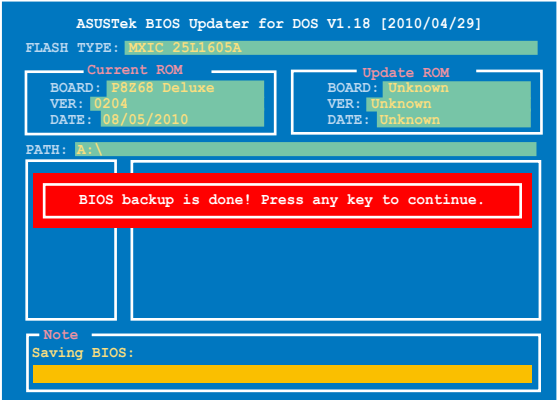 ASUSTek BIOS Updater for DOS V1.18 [2010/04/29]
FLASH TYPE: MXIC 25L1605A
Current ROM
BOARD: P8Z68 Deluxe
VER: 0204
DATE: 08/05/2010
Update ROM
BOARD: Unknown
VER: Unknown
DATE: Unknown
PATH: A:\
BIOS backup is done! Press any key to continue.
Note
Saving BIOS: